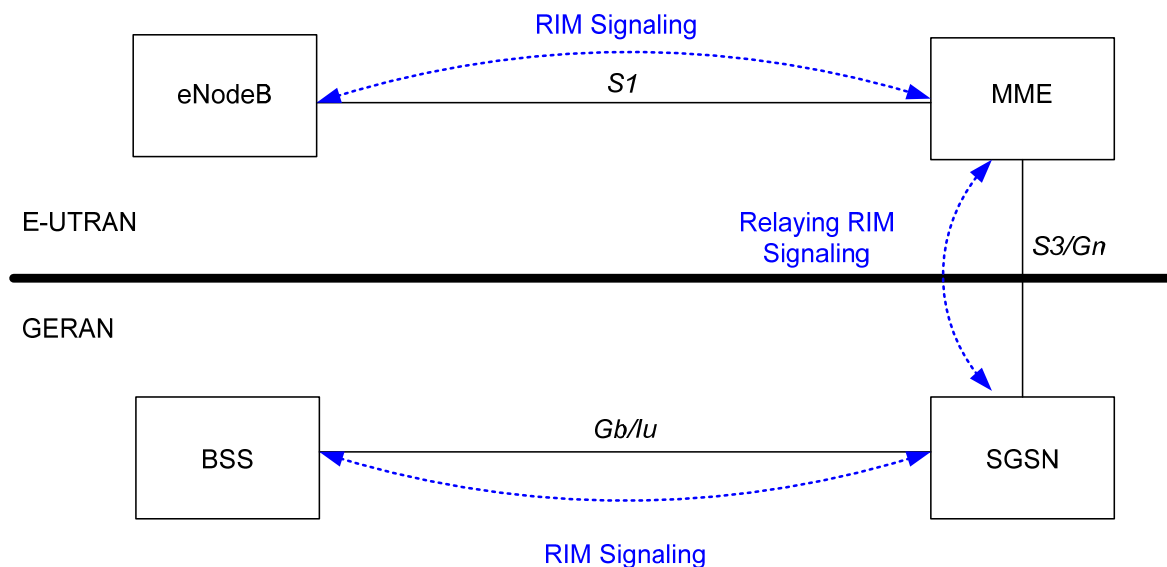 RIM Signaling
eNodeB
S1
MME
E-UTRAN
Relaying RIM
Signaling
S3/Gn
GERAN
BSS
Gb/Iu
SGSN
RIM Signaling